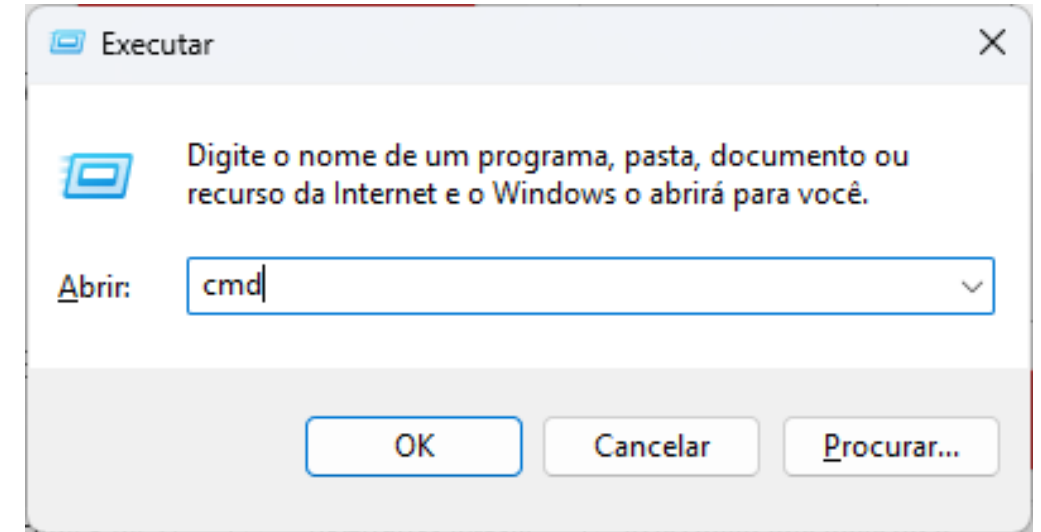 Executar
Digite o nome de um programa, pasta, documento ou
recurso da Internet e o Windows o abrirá para você.
Abrir: cmd
OK Cancelar Procurar...